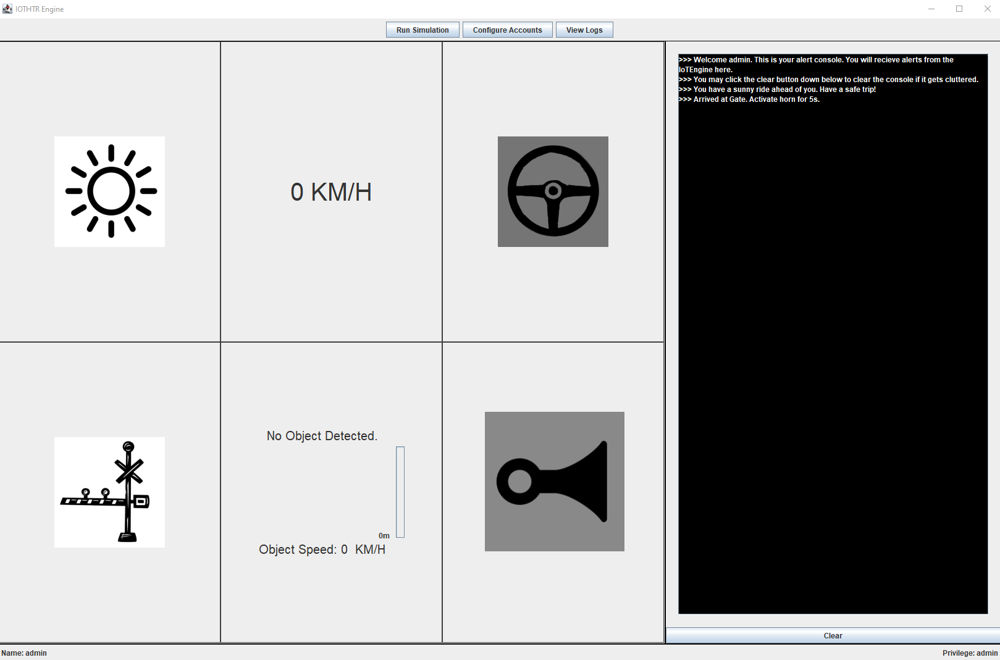 IOTHTR Engine
Run Simulation
Configure Accounts
View Logs
>>> Welcome admin. This is your alert console. You will recieve alerts from the
IoTEngine here.
>>> You may click the clear button down below to clear the console if it gets cluttered.
>>> You have a sunny ride ahead of you. Have a safe trip!
>>> Arrived at Gate. Activate horn for 5s.
0 KM/H
No Object Detected.
0m
Object Speed: 0 KM/H
Clear
Name: admin
Privilege: admin